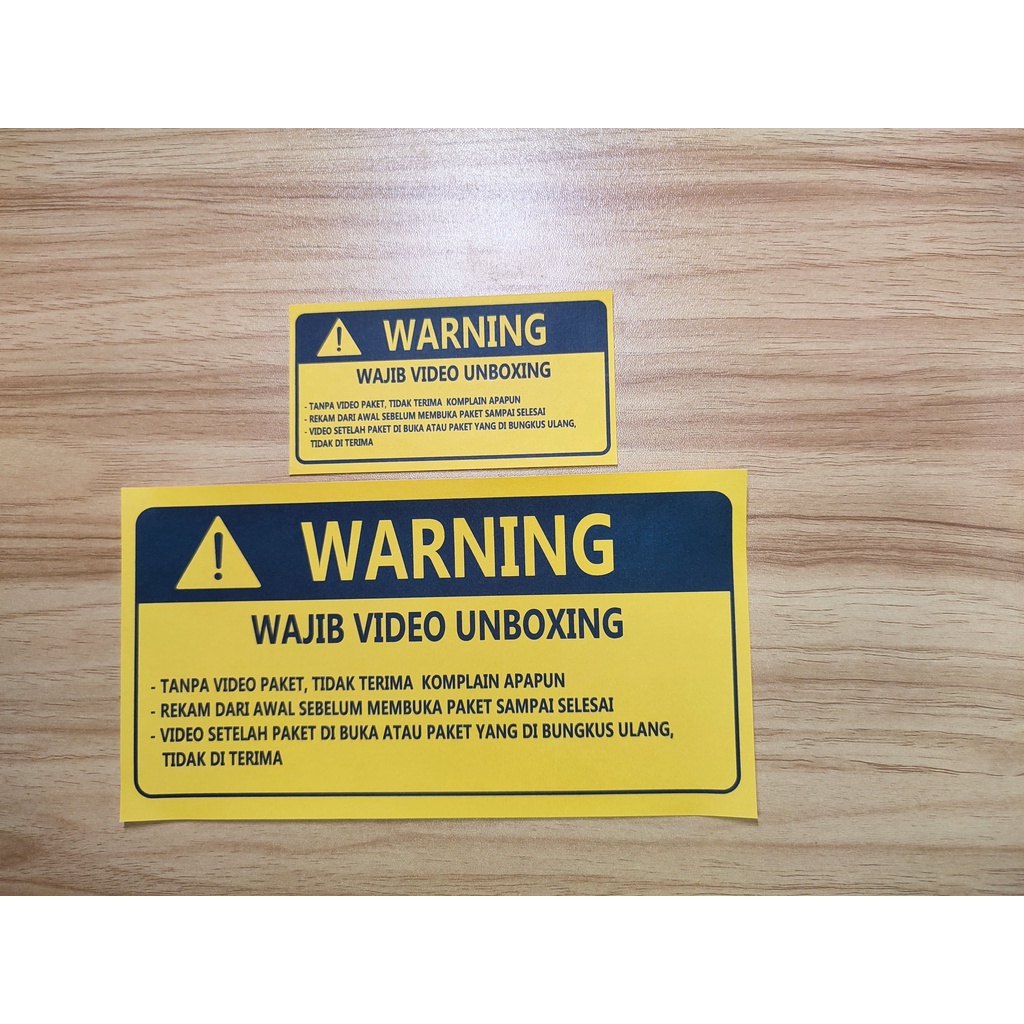 WARNING
WAJIB VIDEO UNBOXING
- TANPA VIDEO PAKET, TIDAK TERIMA KOMPLAIN APAPUN
- REKAM DARI AWAL SEBELUM MEMBUKA PAKET SAMPAI SELESAI
- VIDEO SETELAH PAKET DI BUKA ATAU PAKET YANG DI BUNGKUS ULANG,
TIDAK DI TERIMA
WARNING
WAJIB VIDEO UNBOXING
- TANPA VIDEO PAKET, TIDAK TERIMA KOMPLAIN APAPUN
- REKAM DARI AWAL SEBELUM MEMBUKA PAKET SAMPAI SELESAI
- VIDEO SETELAH PAKET DI BUKA ATAU PAKET YANG DI BUNGKUS ULANG,
TIDAK DI TERIMA